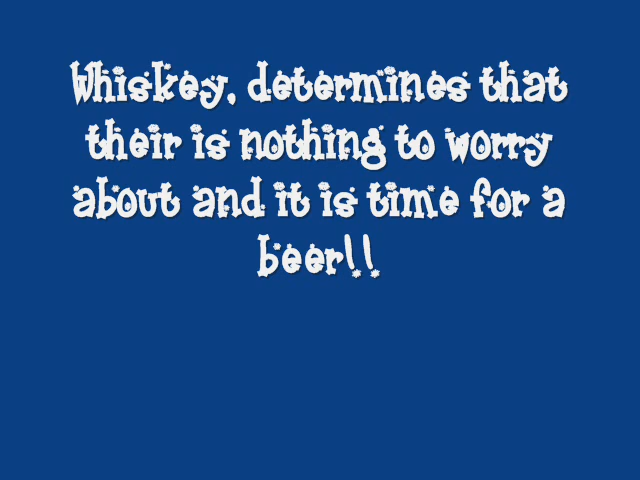 Whiskey, determines that
their is nothing to worry
about and it is time for a
beer!!